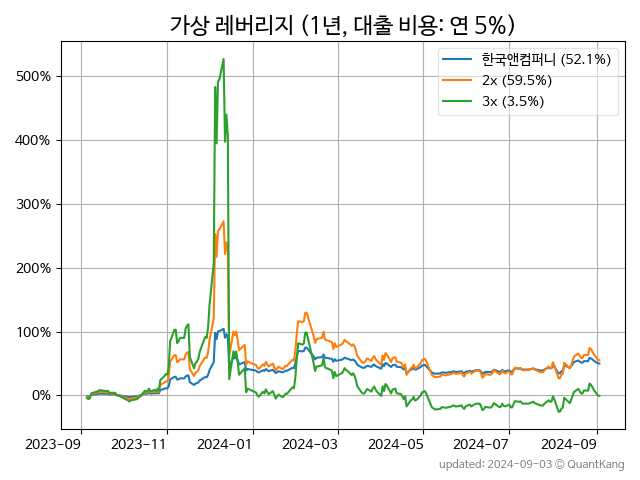 가상 레버리지 (1년, 대출 비용: 연 5%)
한국앤컴퍼니 (52.1%)
2x (59.5%)
3x (3.5%)
500%
400%
300%
200%
100%
0%
2023-09 2023-11 2024-01 2024-03 2024-05 2024-07 2024-09
updated: 2024-09-03 © QuantKang